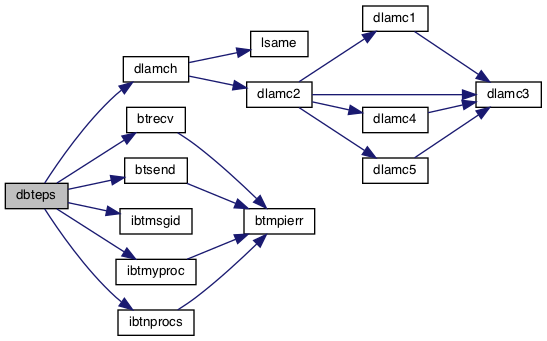 dlamc1
lsame
dlamch
dlamc2
dlamc3
dlamc4
btrecv
dlamc5
btsend
dbteps
ibtmsgid
btmpierr
ibtmyproc
ibtnprocs